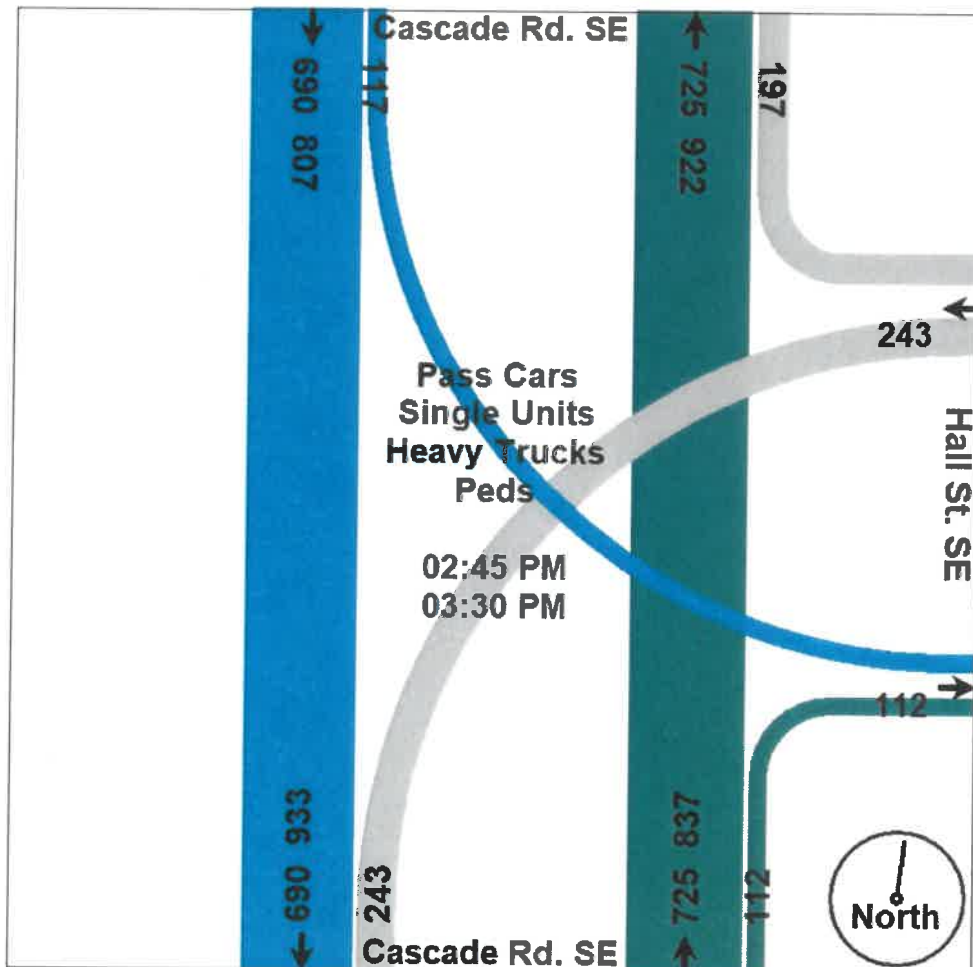 Cascade Rd. SE
690 807
117
725 922
197
243
Pass Cars
Single Units
Heavy Trucks
Peds
Hall St. SE
02:45 PM
03:30 PM
112
690 933
243
725 837
112
North
Cascade Rd. SE